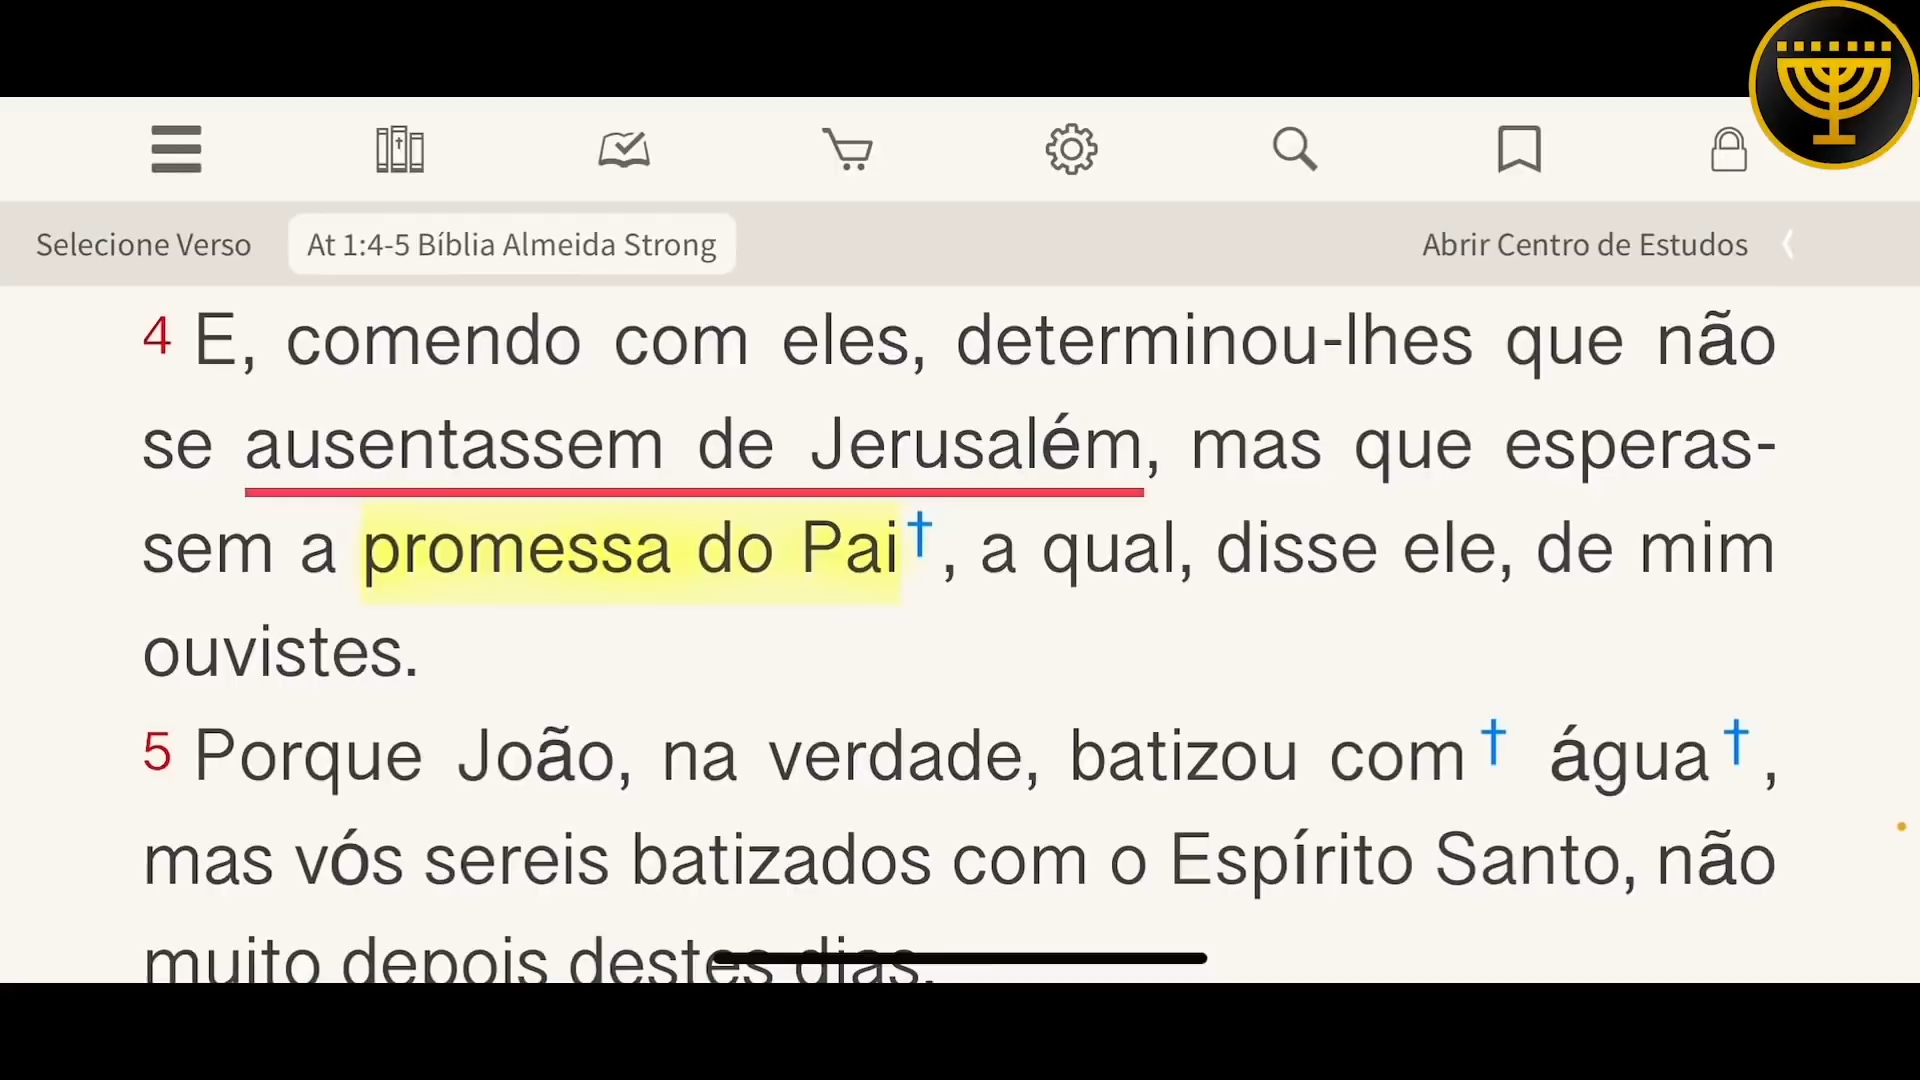 Selecione Verso
At 1:4-5 Bíblia Almeida Strong
Abrir Centro de Estudos
4 E, comendo com eles, determinou-lhes que não
se ausentassem de Jerusalém, mas que esperas-
sem a promessa do Pai†, a qual, disse ele, de mim
ouvistes.
5 Porque João, na verdade, batizou com† água†,
mas vós sereis batizados com o Espírito Santo, não
muito depois destes dias.